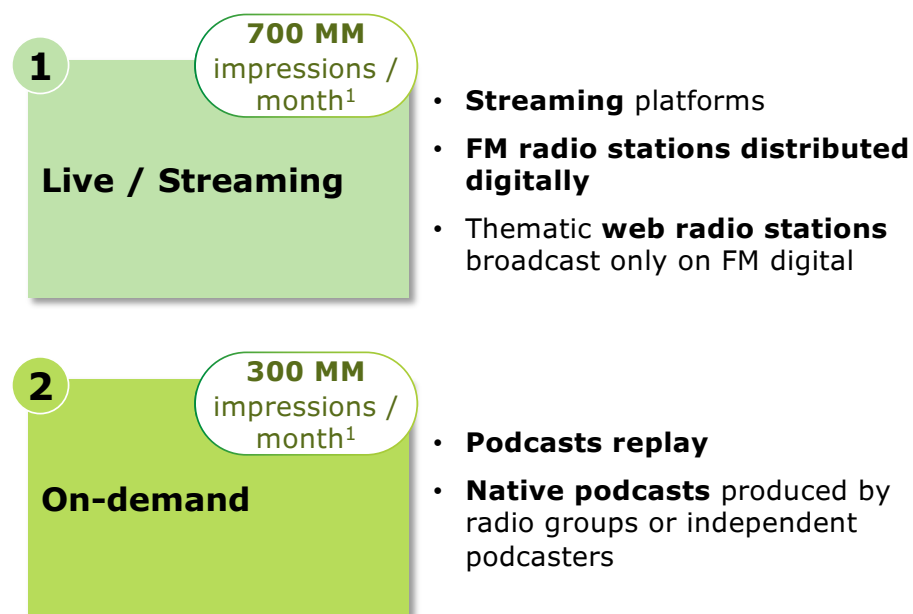 1
700 MM
impressions /
month¹
Live / Streaming
• Streaming platforms
• FM radio stations distributed
digitally
• Thematic web radio stations
broadcast only on FM digital
2
300 MM
impressions /
month¹
On-demand
• Podcasts replay
• Native podcasts produced by
radio groups or independent
podcasters